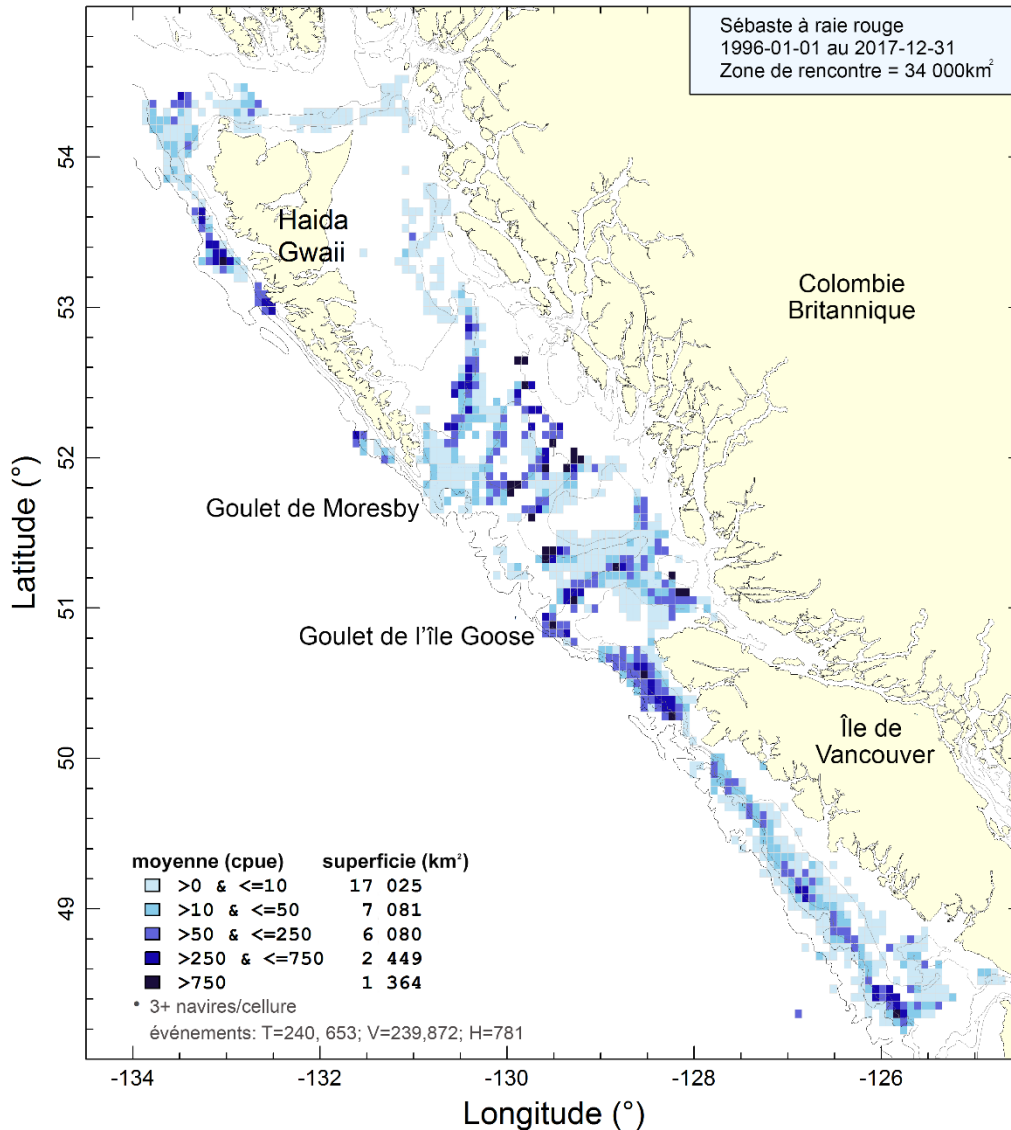 Sébaste à raie rouge
1996-01-01 au 2017-12-31
Zone de rencontre = 34 000km²
54
53
52
51
50
49
Latitude (°)
Haida
Gwaii
Colombie
Britannique
Goulet de Moresby
Goulet de l'île Goose
Île de
Vancouver
moyenne (cpue) superficie (km²)
>0 & <=10 17 025
>10 & <=50 7 081
>50 & <=250 6 080
>250 & <=750 2 449
>750 1 364
* 3+ navires/cellure
événements: T=240, 653; V=239,872; H=781
-134 -132 -130 -128 -126
Longitude (°)